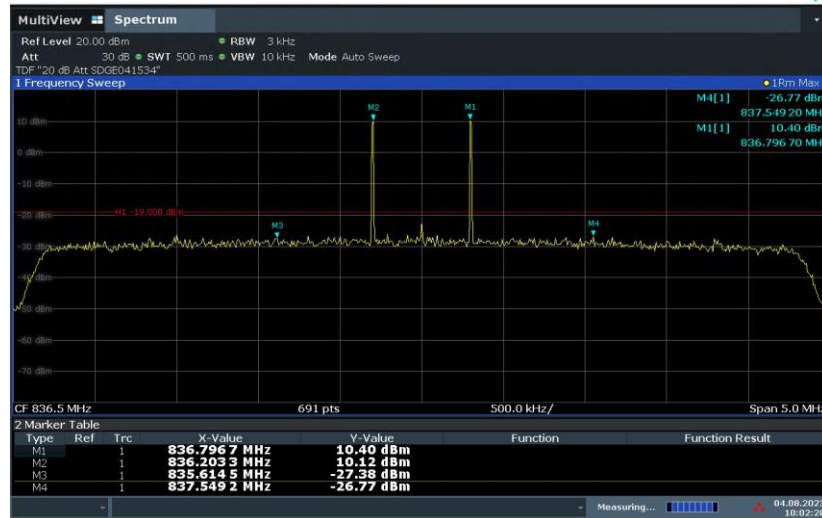 MultiView Spectrum
Ref Level 20.00 dBm RBW 3 kHz
Att 30 dB SWT 500 ms VBW 10 kHz Mode Auto Sweep
TDF "20 dB Att SDGE041534"
1 Frequency Sweep 1Rm Max
M4[1] -26.77 dBm
837.549 20 MH
M1[1] 10.40 dBm
836.796 70 MH
M2 M1
10 dBm
0 dBm
-10 dBm
-20 dBm H1 -19.000 dBm
M3 M4
-30 dBm
-40 dBm
-50 dBm
-60 dBm
-70 dBm
CF 836.5 MHz 691 pts 500.0 kHz/ Span 5.0 MHz
2 Marker Table
Type Ref Trc X-Value Y-Value Function Function Result
M1 1 836.796 7 MHz 10.40 dBm
M2 1 836.203 3 MHz 10.12 dBm
M3 1 835.614 5 MHz -27.38 dBm
M4 1 837.549 2 MHz -26.77 dBm
Measuring... 04.08.2023
10:02:28